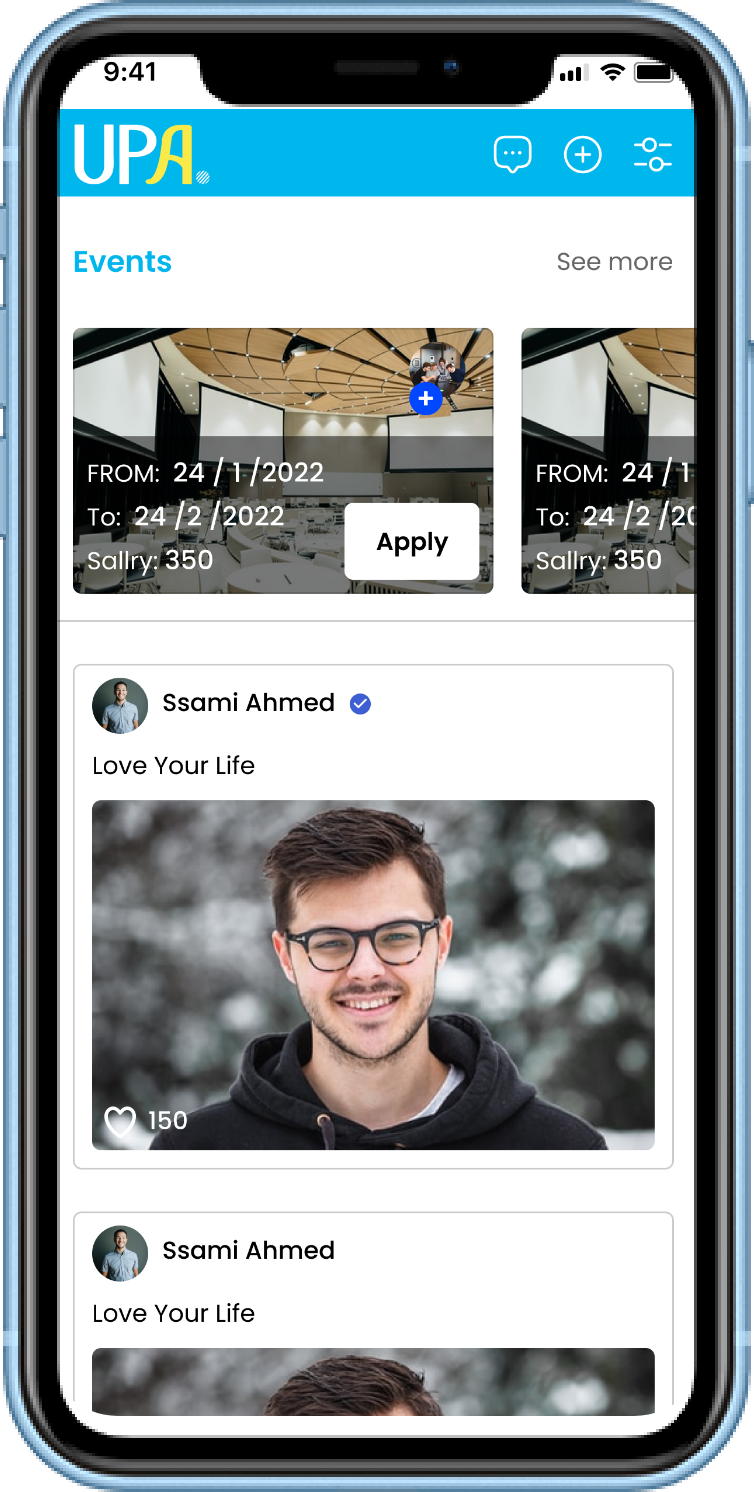 9:41
UPA
Events
See more
FROM: 24 / 1 /2022
To: 24 /2 /2022
Sallry: 350
Apply
FROM: 24 / 1
To: 24 /2 /20
Sallry: 350
Ssami Ahmed
Love Your Life
150
Ssami Ahmed
Love Your Life